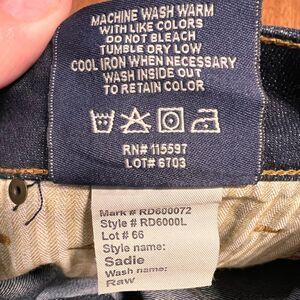 MACHINE WASH WARM
WITH LIKE COLORS
DO NOT BLEACH
TUMBLE DRY LOW
COOL IRON WHEN NECESSARY
WASH INSIDE OUT
TO RETAIN COLOR
RN# 115597
LOT# 6703
Mark # RD600072
Style # RD6000L
Lot # 66
Style name:
Sadie
Wash name:
Raw